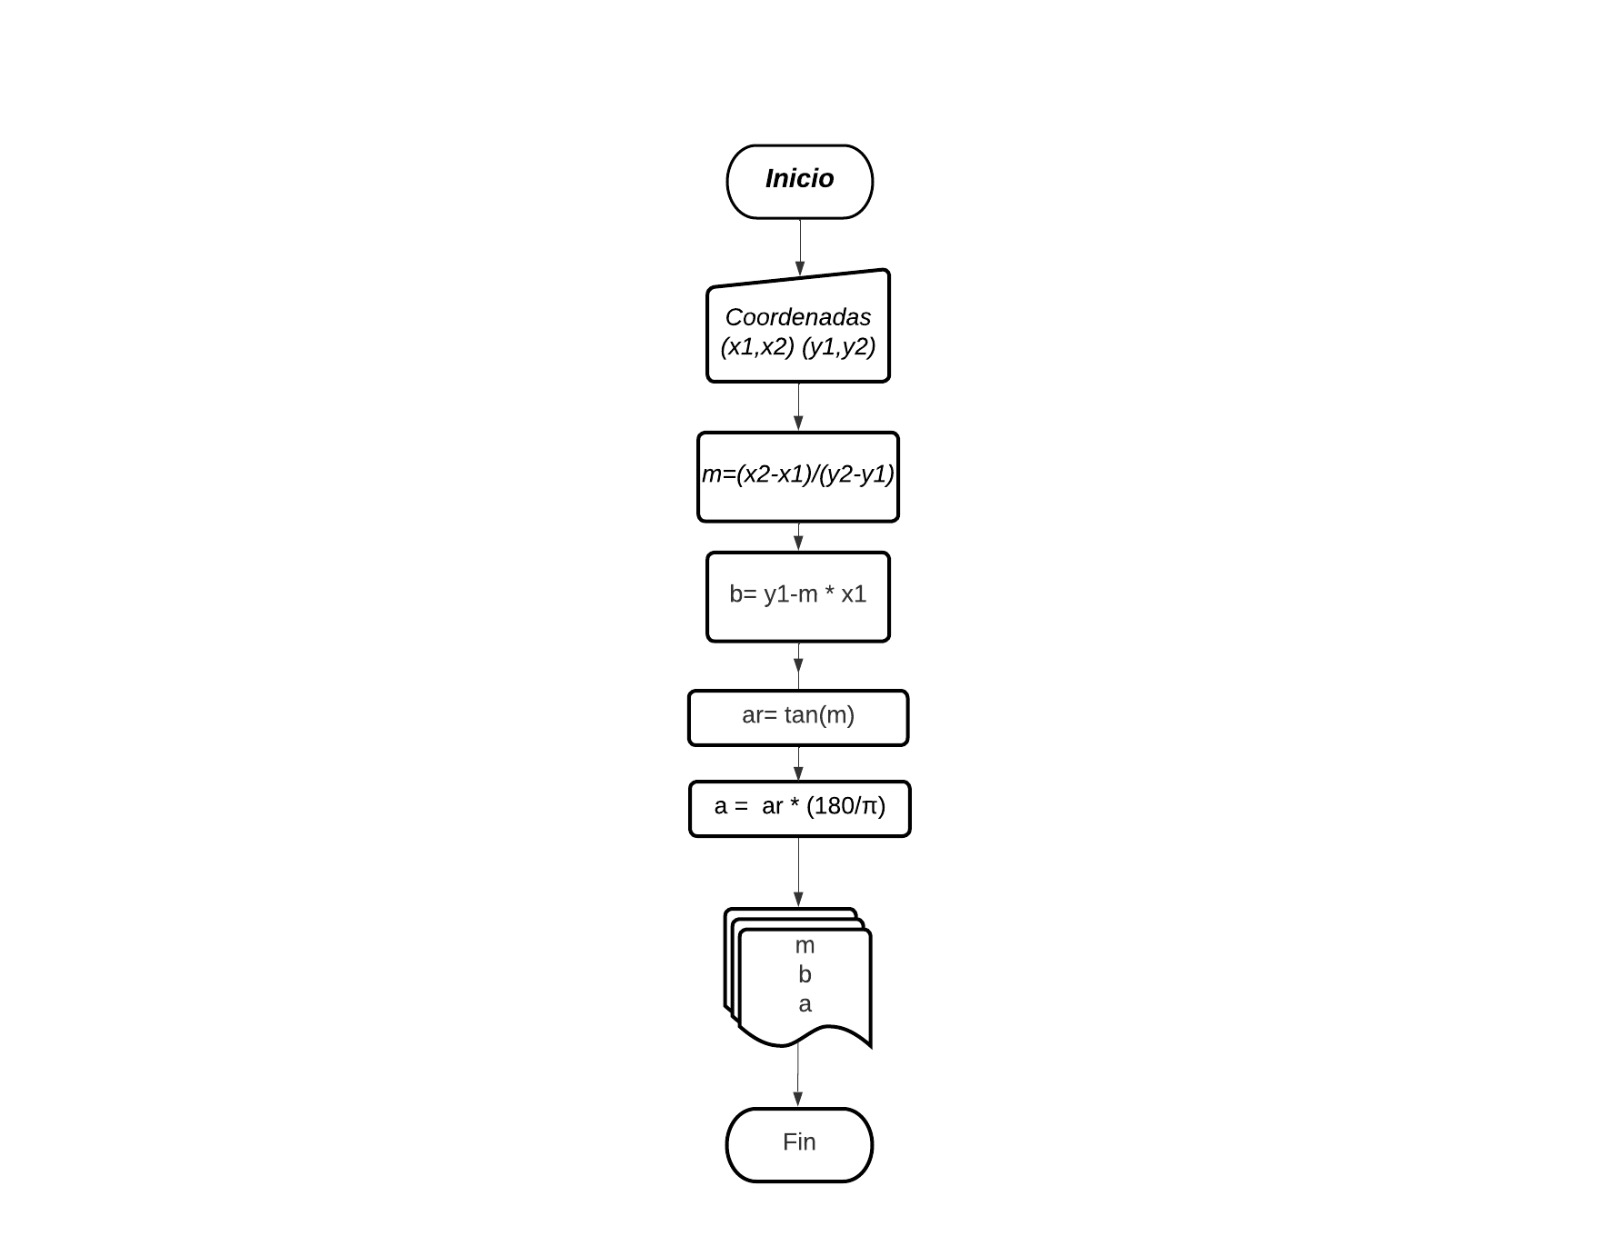 Inicio
Coordenadas
(x1,x2) (y1,y2)
m=(x2-x1)/(y2-y1)
b= y1-m * x1
ar= tan(m)
a =  ar * (180/π)
m
b
a
Fin